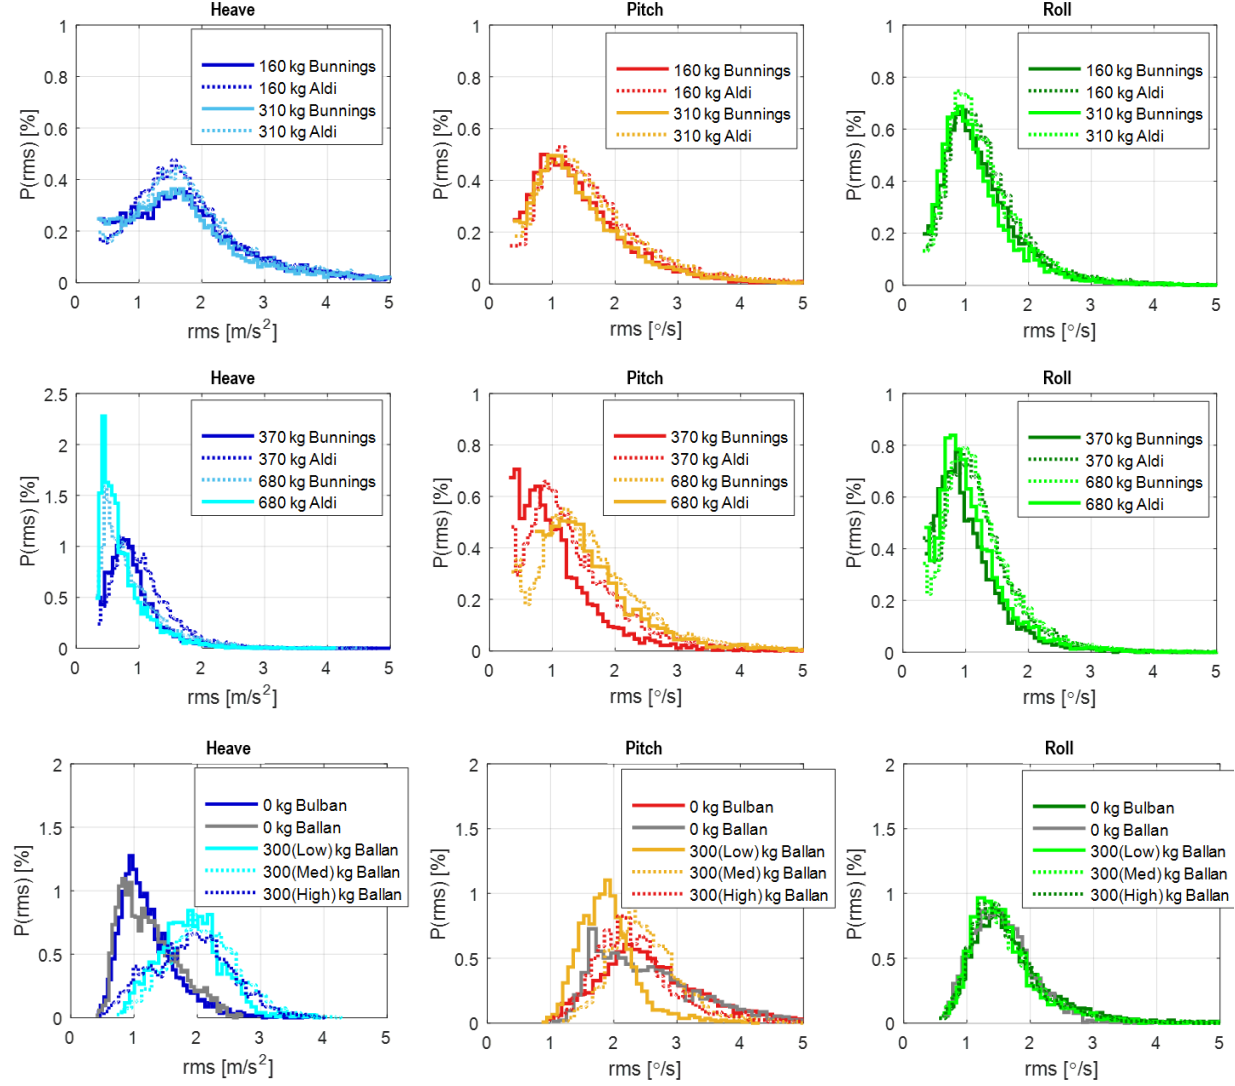 Heave
1
0.8
0.6
0.4
0.2
0
0 1 2 3 4 5
P(rms) [%]
rms [m/s²]
160 kg Bunnings
160 kg Aldi
310 kg Bunnings
310 kg Aldi
Pitch
1
0.8
0.6
0.4
0.2
0
0 1 2 3 4 5
P(rms) [%]
rms [°/s]
160 kg Bunnings
160 kg Aldi
310 kg Bunnings
310 kg Aldi
Roll
1
0.8
0.6
0.4
0.2
0
0 1 2 3 4 5
P(rms) [%]
rms [°/s]
160 kg Bunnings
160 kg Aldi
310 kg Bunnings
310 kg Aldi
Heave
2.5
2
1.5
1
0.5
0
0 1 2 3 4 5
P(rms) [%]
rms [m/s²]
370 kg Bunnings
370 kg Aldi
680 kg Bunnings
680 kg Aldi
Pitch
1
0.8
0.6
0.4
0.2
0
0 1 2 3 4 5
P(rms) [%]
rms [°/s]
370 kg Bunnings
370 kg Aldi
680 kg Bunnings
680 kg Aldi
Roll
1
0.8
0.6
0.4
0.2
0
0 1 2 3 4 5
P(rms) [%]
rms [°/s]
370 kg Bunnings
370 kg Aldi
680 kg Bunnings
680 kg Aldi
Heave
2
1.5
1
0.5
0
0 1 2 3 4 5
P(rms) [%]
rms [m/s²]
0 kg Bulban
0 kg Ballan
300(Low) kg Ballan
300(Med) kg Ballan
300(High) kg Ballan
Pitch
2
1.5
1
0.5
0
0 1 2 3 4 5
P(rms) [%]
rms [°/s]
0 kg Bulban
0 kg Ballan
300(Low) kg Ballan
300(Med) kg Ballan
300(High) kg Ballan
Roll
2
1.5
1
0.5
0
0 1 2 3 4 5
P(rms) [%]
rms [°/s]
0 kg Bulban
0 kg Ballan
300(Low) kg Ballan
300(Med) kg Ballan
300(High) kg Ballan